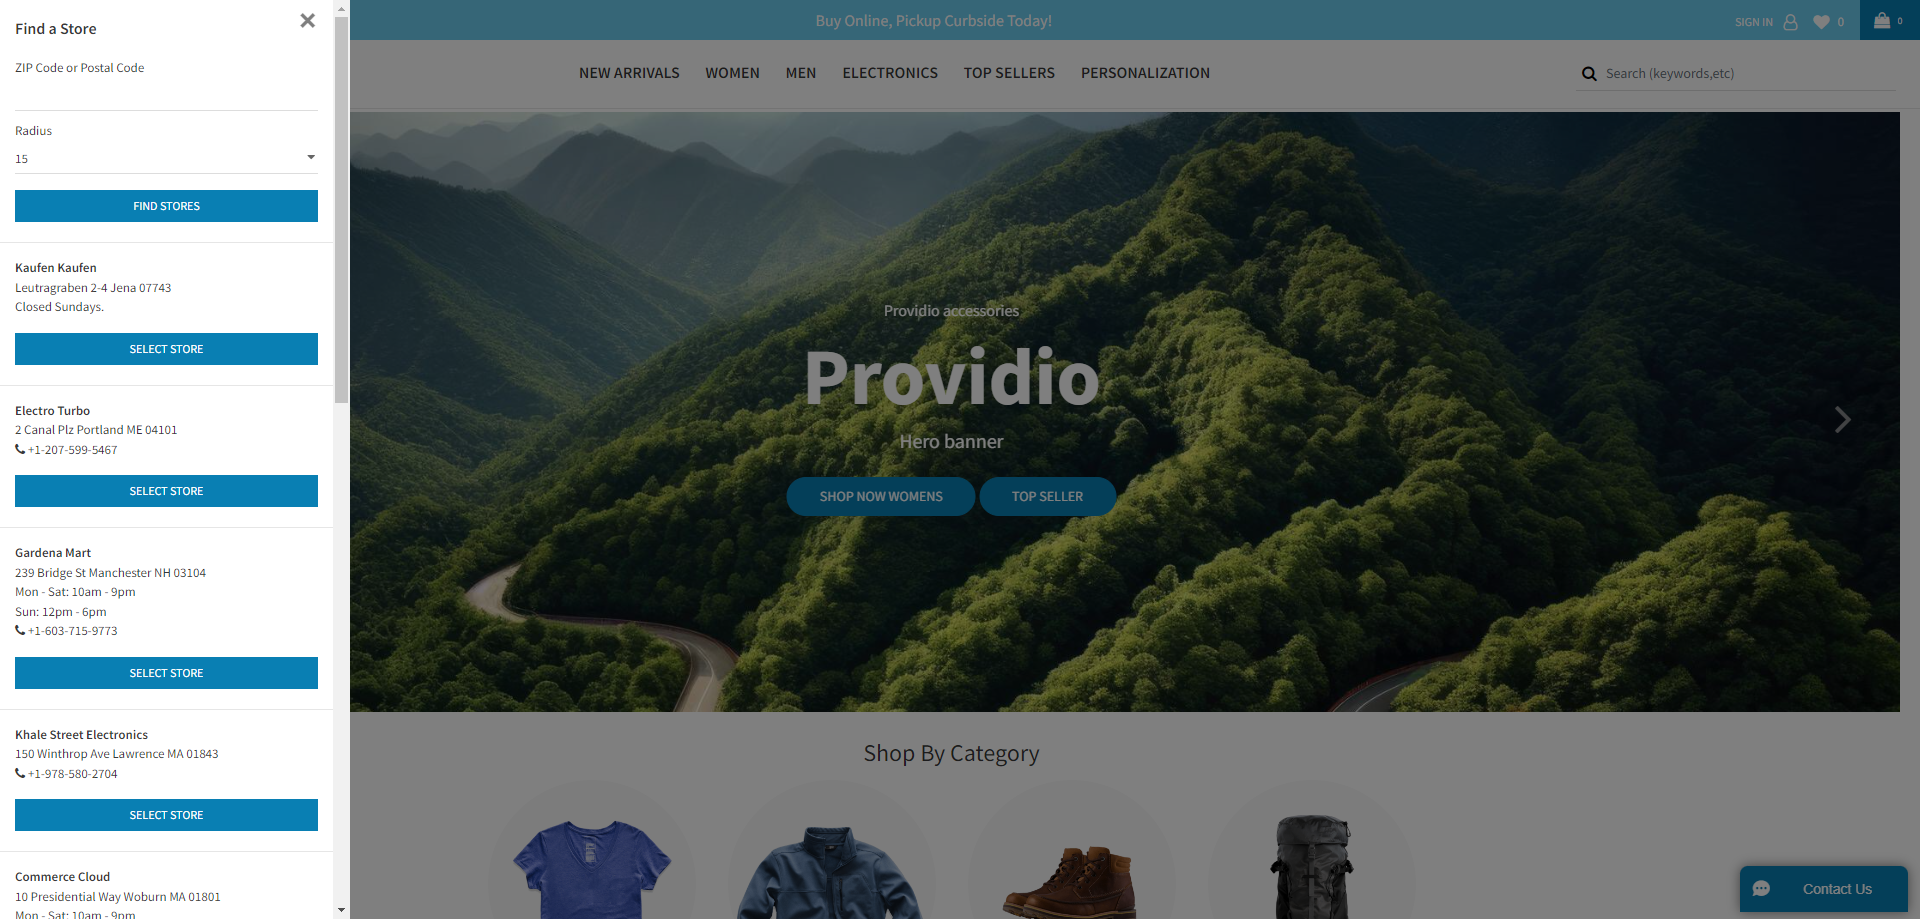 Find a Store
ZIP Code or Postal Code
Radius
15
FIND STORES
Kaufen Kaufen
Leutragraben 2-4 Jena 07743
Closed Sundays.
SELECT STORE
Electro Turbo
2 Canal Plz Portland ME 04101
+1-207-599-5467
SELECT STORE
Gardena Mart
239 Bridge St Manchester NH 03104
Mon - Sat: 10am - 9pm
Sun: 12pm - 6pm
+1-603-715-9773
SELECT STORE
Khale Street Electronics
150 Winthrop Ave Lawrence MA 01843
+1-978-580-2704
SELECT STORE
Commerce Cloud
10 Presidential Way Woburn MA 01801
Mon - Sat: 10am - 9pm
Buy Online, Pickup Curbside Today!
SIGN IN 0 0
NEW ARRIVALS WOMEN MEN ELECTRONICS TOP SELLERS PERSONALIZATION
Search (keywords,etc)
Providio accessories
Providio
Hero banner
SHOP NOW WOMENS TOP SELLER
Shop By Category
Contact Us